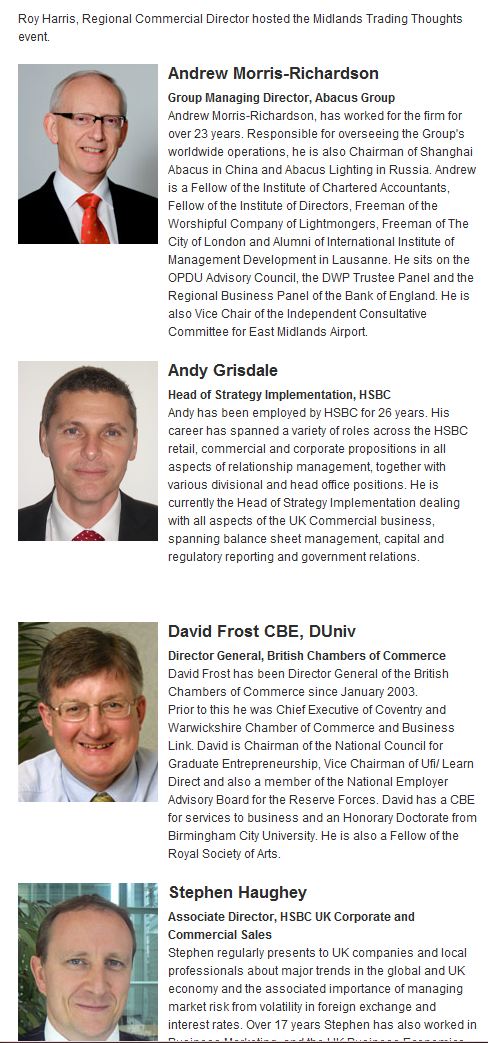 Roy Harris, Regional Commercial Director hosted the Midlands Trading Thoughts
event.
Andrew Morris-Richardson
Group Managing Director, Abacus Group
Andrew Morris-Richardson, has worked for the firm for
over 23 years. Responsible for overseeing the Group's
worldwide operations, he is also Chairman of Shanghai
Abacus in China and Abacus Lighting in Russia. Andrew
is a Fellow of the Institute of Chartered Accountants,
Fellow of the Institute of Directors, Freeman of the
Worshipful Company of Lightmongers, Freeman of The
City of London and Alumni of International Institute of
Management Development in Lausanne. He sits on the
OPDU Advisory Council, the DWP Trustee Panel and the
Regional Business Panel of the Bank of England. He is
also Vice Chair of the Independent Consultative
Committee for East Midlands Airport.
Andy Grisdale
Head of Strategy Implementation, HSBC
Andy has been employed by HSBC for 26 years. His
career has spanned a variety of roles across the HSBC
retail, commercial and corporate propositions in all
aspects of relationship management, together with
various divisional and head office positions. He is
currently the Head of Strategy Implementation dealing
with all aspects of the UK Commercial business,
spanning balance sheet management, capital and
regulatory reporting and government relations.
David Frost CBE, DUniv
Director General, British Chambers of Commerce
David Frost has been Director General of the British
Chambers of Commerce since January 2003.
Prior to this he was Chief Executive of Coventry and
Warwickshire Chamber of Commerce and Business
Link. David is Chairman of the National Council for
Graduate Entrepreneurship, Vice Chairman of Ufi/ Learn
Direct and also a member of the National Employer
Advisory Board for the Reserve Forces. David has a CBE
for services to business and an Honorary Doctorate from
Birmingham City University. He is also a Fellow of the
Royal Society of Arts.
Stephen Haughey
Associate Director, HSBC UK Corporate and
Commercial Sales
Stephen regularly presents to UK companies and local
professionals about major trends in the global and UK
economy and the associated importance of managing
market risk from volatility in foreign exchange and
interest rates. Over 17 years Stephen has also worked in